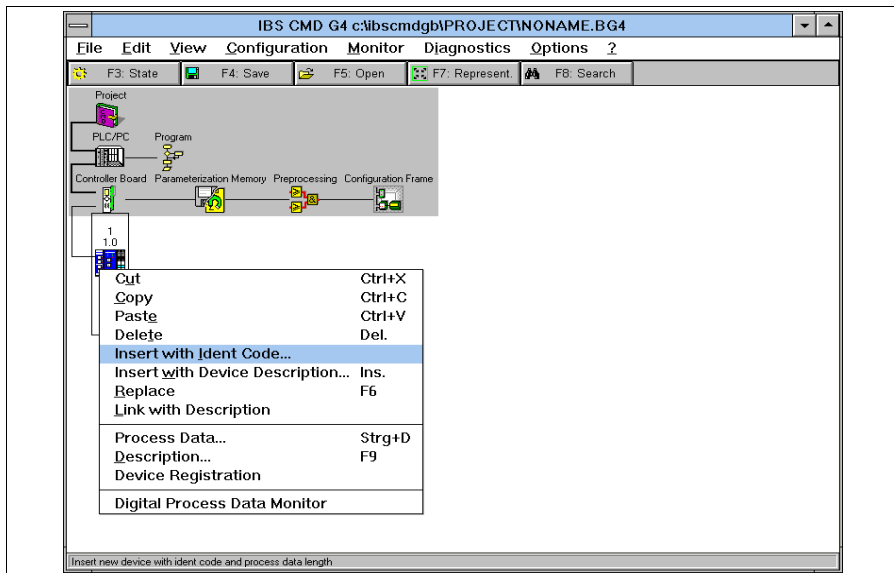 IBS CMD G4 c:\ibscmdgb\PROJECT\NONAME.BG4
File Edit View Configuration Monitor Diagnostics Options ?
F3: State F4: Save F5: Open F7: Represent. F8: Search
Project
PLC/PC Program
Controller Board Parameterization Memory Preprocessing Configuration Frame
1
1.0
Cut Ctrl+X
Copy Ctrl+C
Paste Ctrl+V
Delete Del.
Insert with Ident Code...
Insert with Device Description... Ins.
Replace F6
Link with Description
Process Data... Strg+D
Description... F9
Device Registration
Digital Process Data Monitor
Insert new device with ident code and process data length